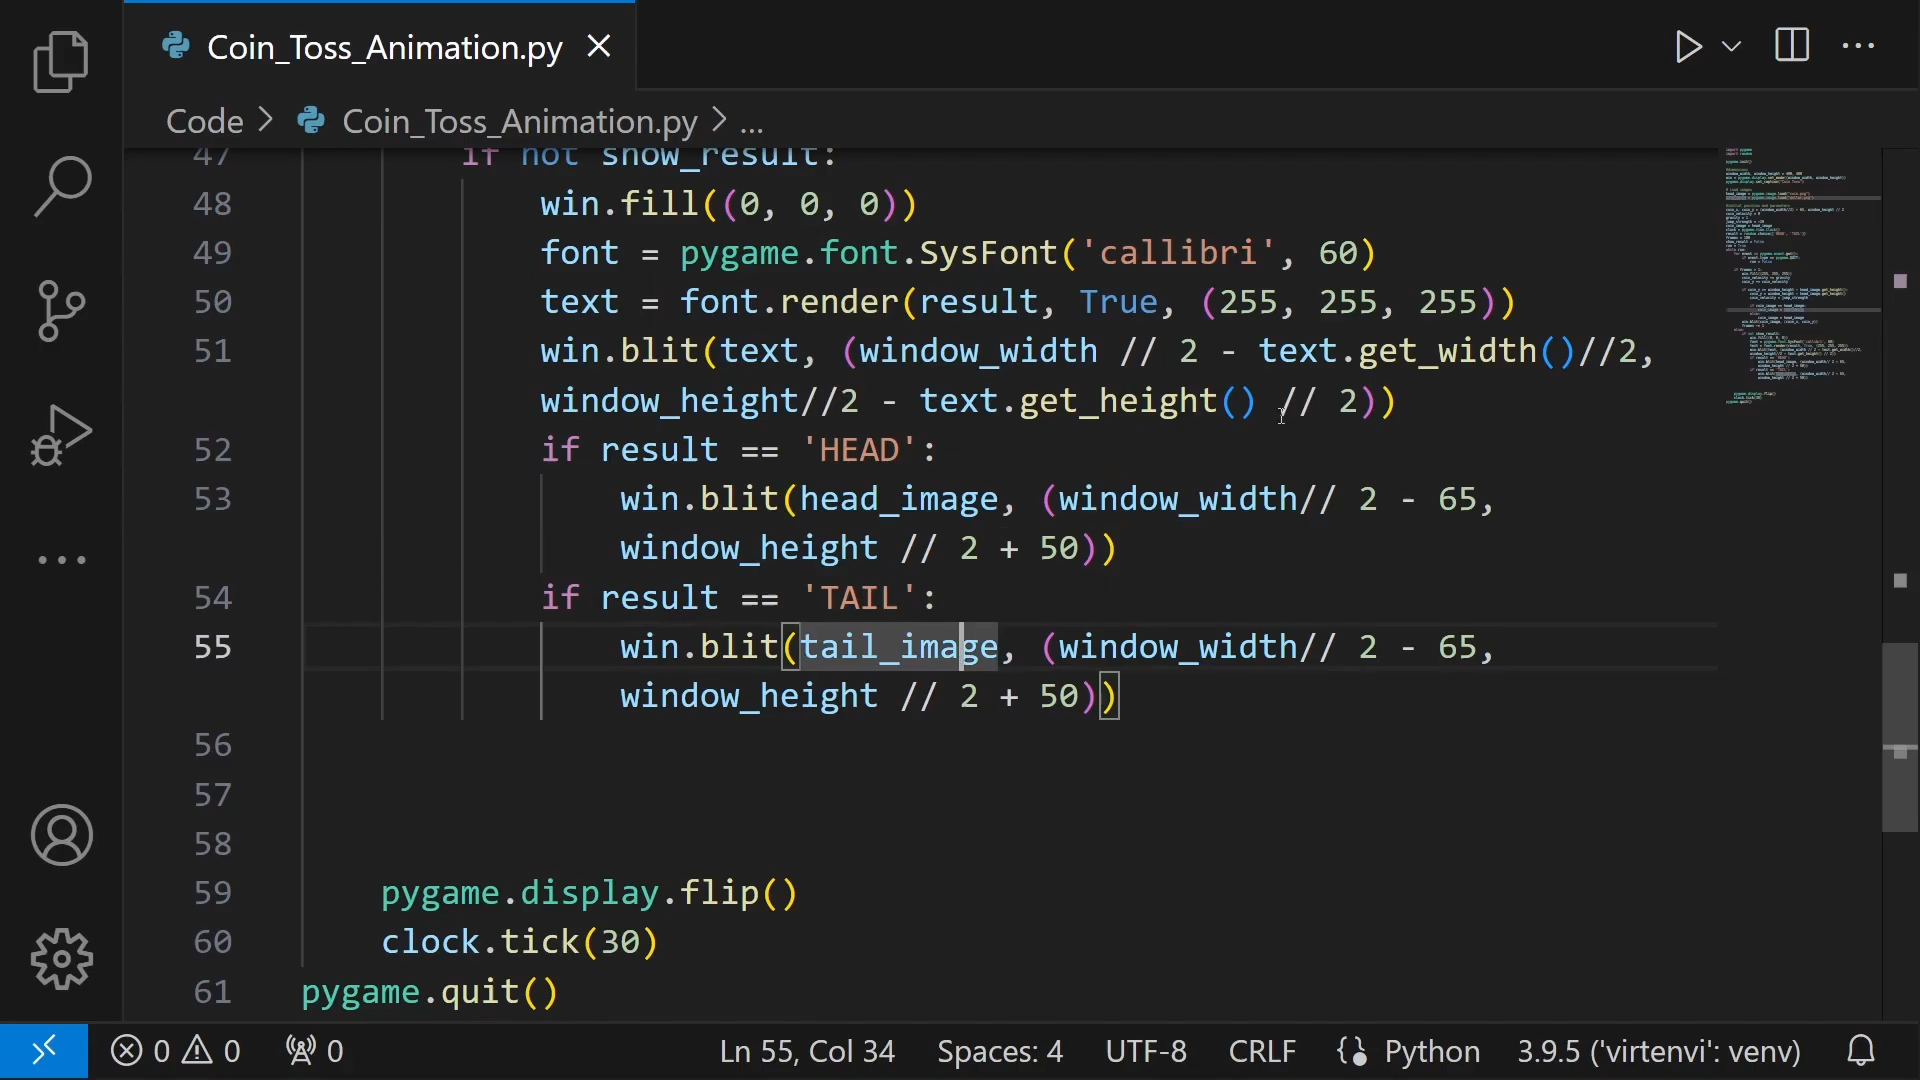 Coin_Toss_Animation.py
Code > Coin_Toss_Animation.py > ...
47 if not show_result:
48 win.fill((0, 0, 0))
49 font = pygame.font.SysFont('callibri', 60)
50 text = font.render(result, True, (255, 255, 255))
51 win.blit(text, (window_width // 2 - text.get_width()//2,
window_height//2 - text.get_height() // 2))
52 if result == 'HEAD':
53 win.blit(head_image, (window_width// 2 - 65,
window_height // 2 + 50))
54 if result == 'TAIL':
55 win.blit(tail_image, (window_width// 2 - 65,
window_height // 2 + 50))
56
57
58
59 pygame.display.flip()
60 clock.tick(30)
61 pygame.quit()
0 0 0 Ln 55, Col 34 Spaces: 4 UTF-8 CRLF Python 3.9.5 ('virtenvi': venv)